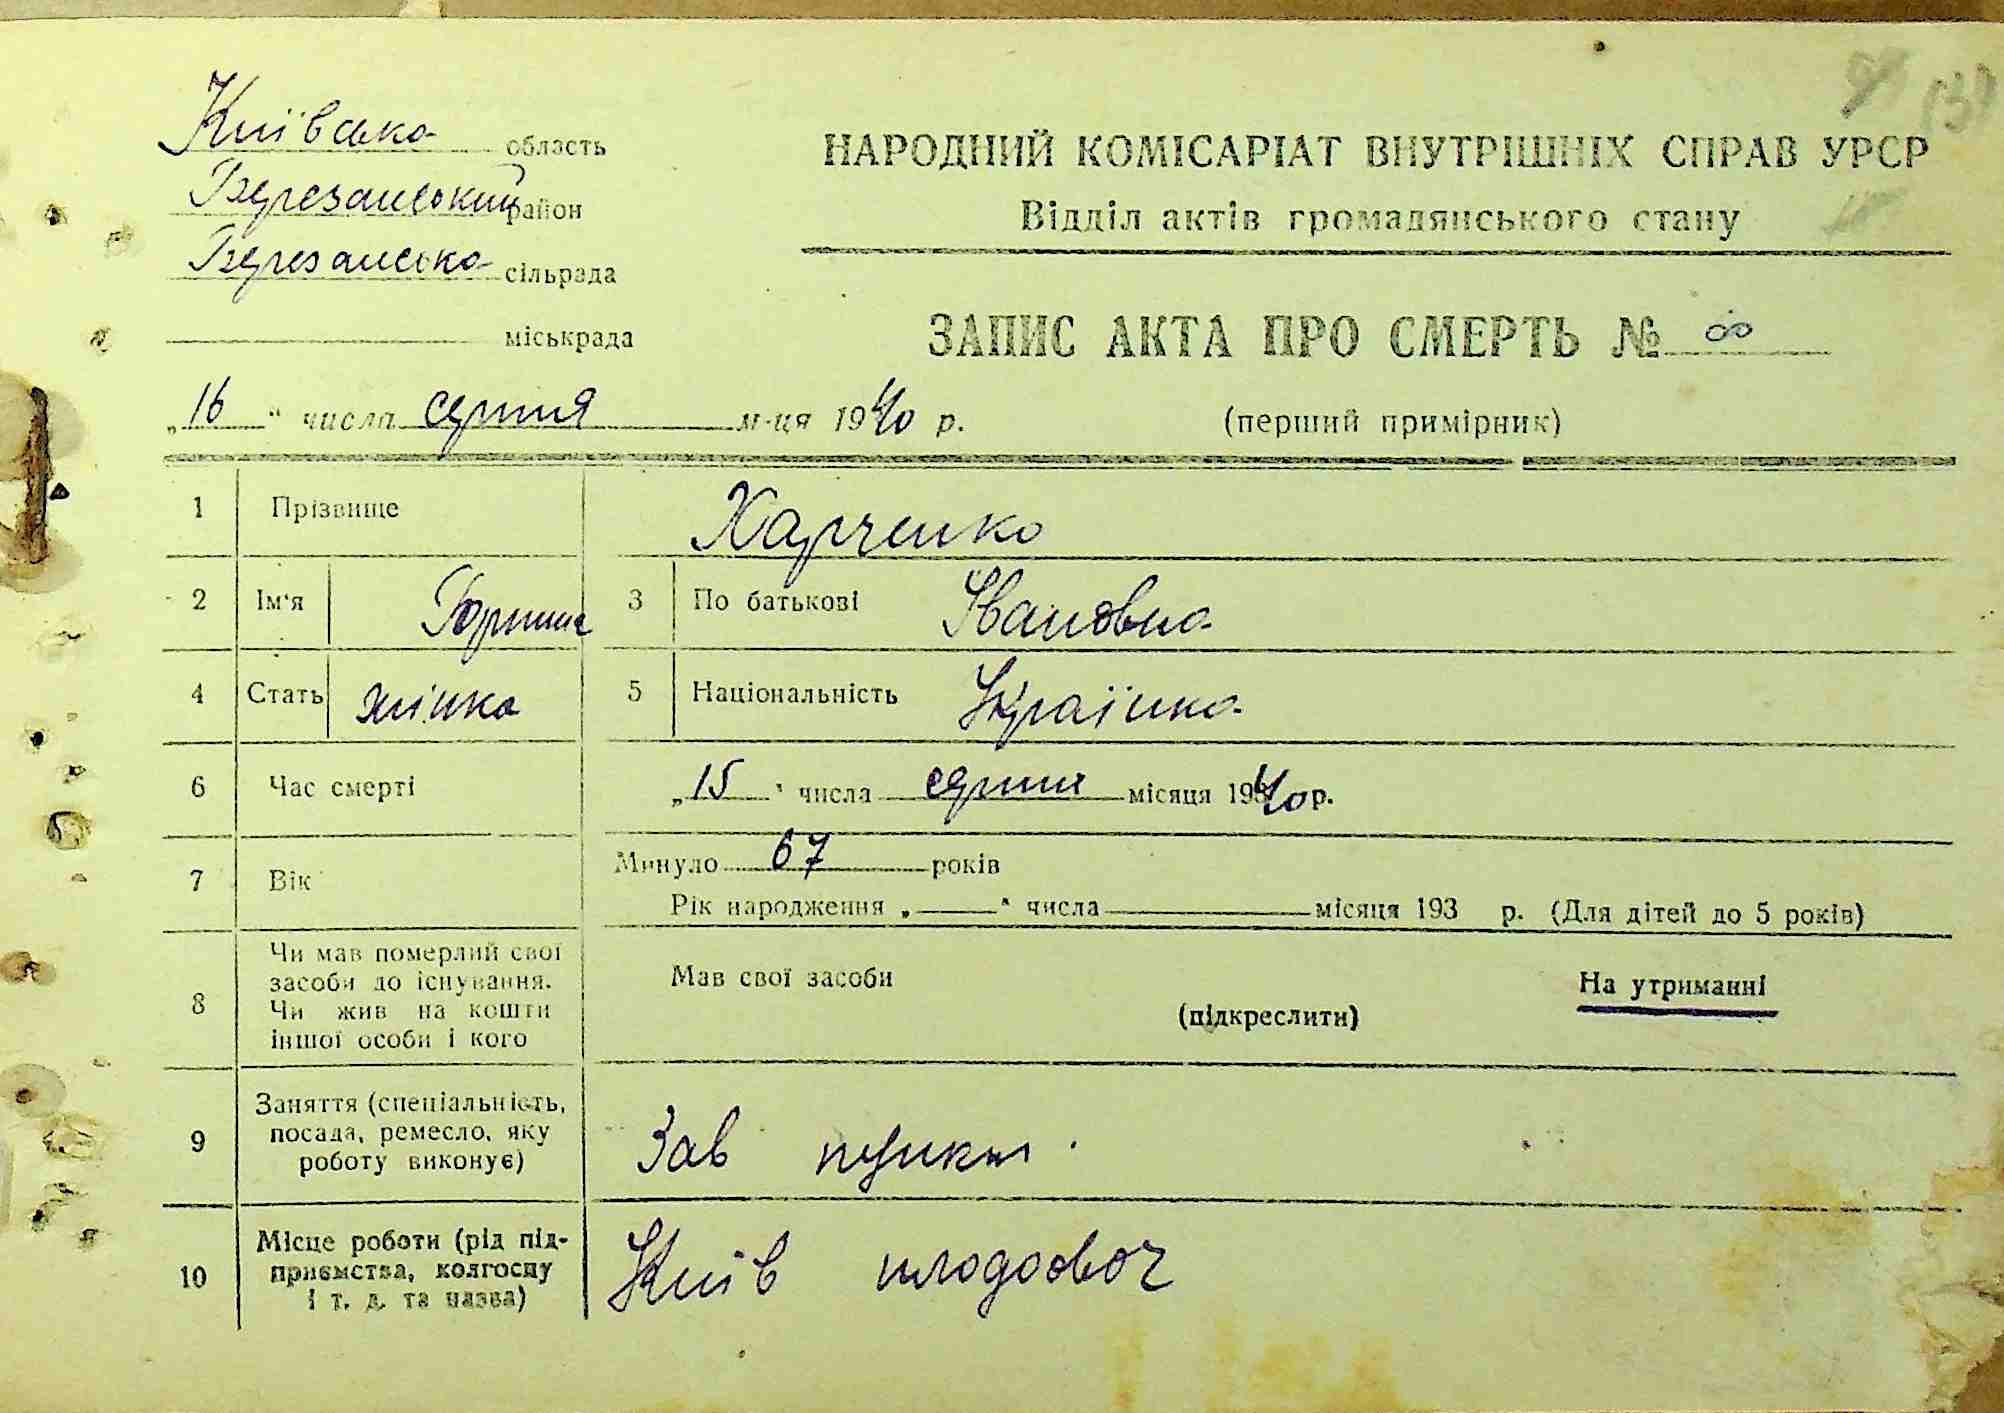 Київська область
Березанський район
Березанська сільрада
міськрада
НАРОДНИЙ КОМІСАРІАТ ВНУТРІШНІХ СПРАВ УРСР
Відділ актів громадянського стану
ЗАПИС АКТА ПРО СМЕРТЬ №
„16“ числа серпня м-ця 1940 р.
(перший примірник)
1 Прізвище Харченко
2 Ім'я 3 По батькові Івановна
4 Стать жінка 5 Національність Українка
6 Час смерті „15" числа серпня місяця 1940 р.
7 Вік Минуло 67 років
Рік народження „ " числа місяця 193 р. (Для дітей до 5 років)
8 Чи мав померлий свої засоби до існування. Чи жив на кошти іншої особи і кого
Мав свої засоби На утриманні
(підкреслити)
9 Заняття (спеціальність, посада, ремесло, яку роботу виконує) Зав пункт
10 Місце роботи (рід підприємства, колгоспу і т. д. та назва) Київ плодоовоч